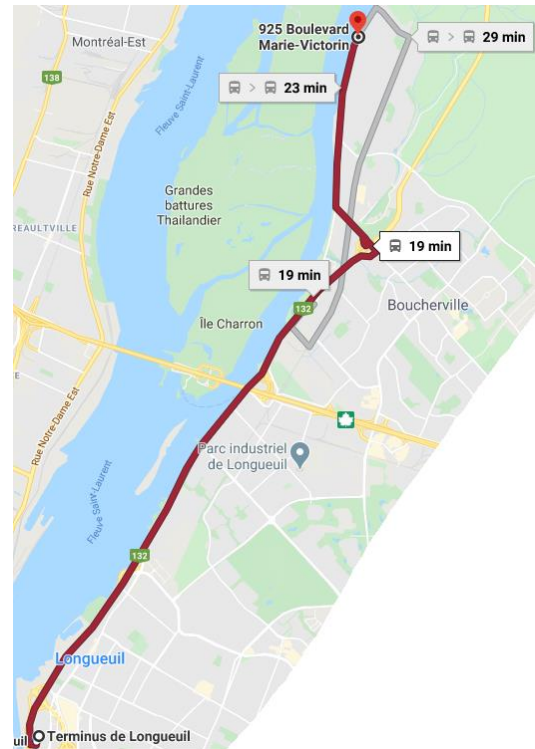 925 Boulevard
Marie-Victorin
29 min
Montréal-Est
138
23 min
Fleuve Saint-Laurent
Rue Notre-Dame Est
Grandes
battures
Thailandier
REAULTVILLE
19 min
19 min
132
Boucherville
Île Charron
Rue Notre-Dame Est
Parc industriel
de Longueuil
Fleuve Saint-Laurent
132
Longueuil
uil
Terminus de Longueuil